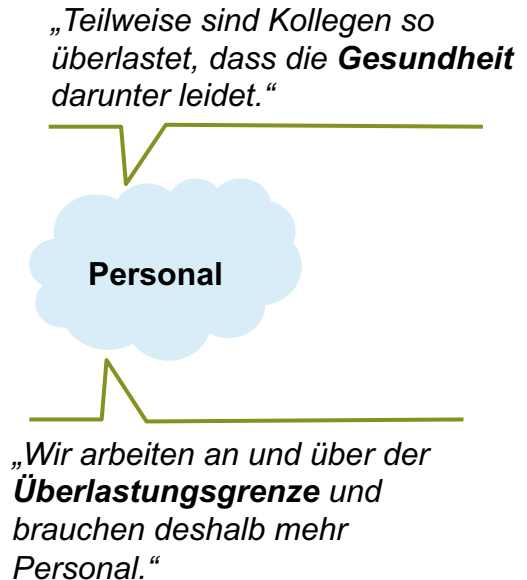 „Teilweise sind Kollegen so
überlastet, dass die Gesundheit
darunter leidet.“
Personal
„Wir arbeiten an und über der
Überlastungsgrenze und
brauchen deshalb mehr
Personal.“